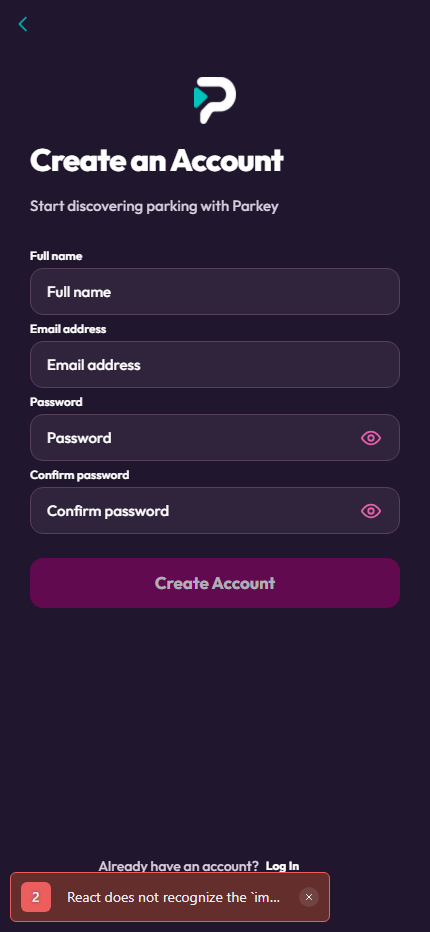 Create an Account
Start discovering parking with Parkey
Full name
Full name
Email address
Email address
Password
Password
Confirm password
Confirm password
Create Account
Already have an account? Log In
2 React does not recognize the `im...